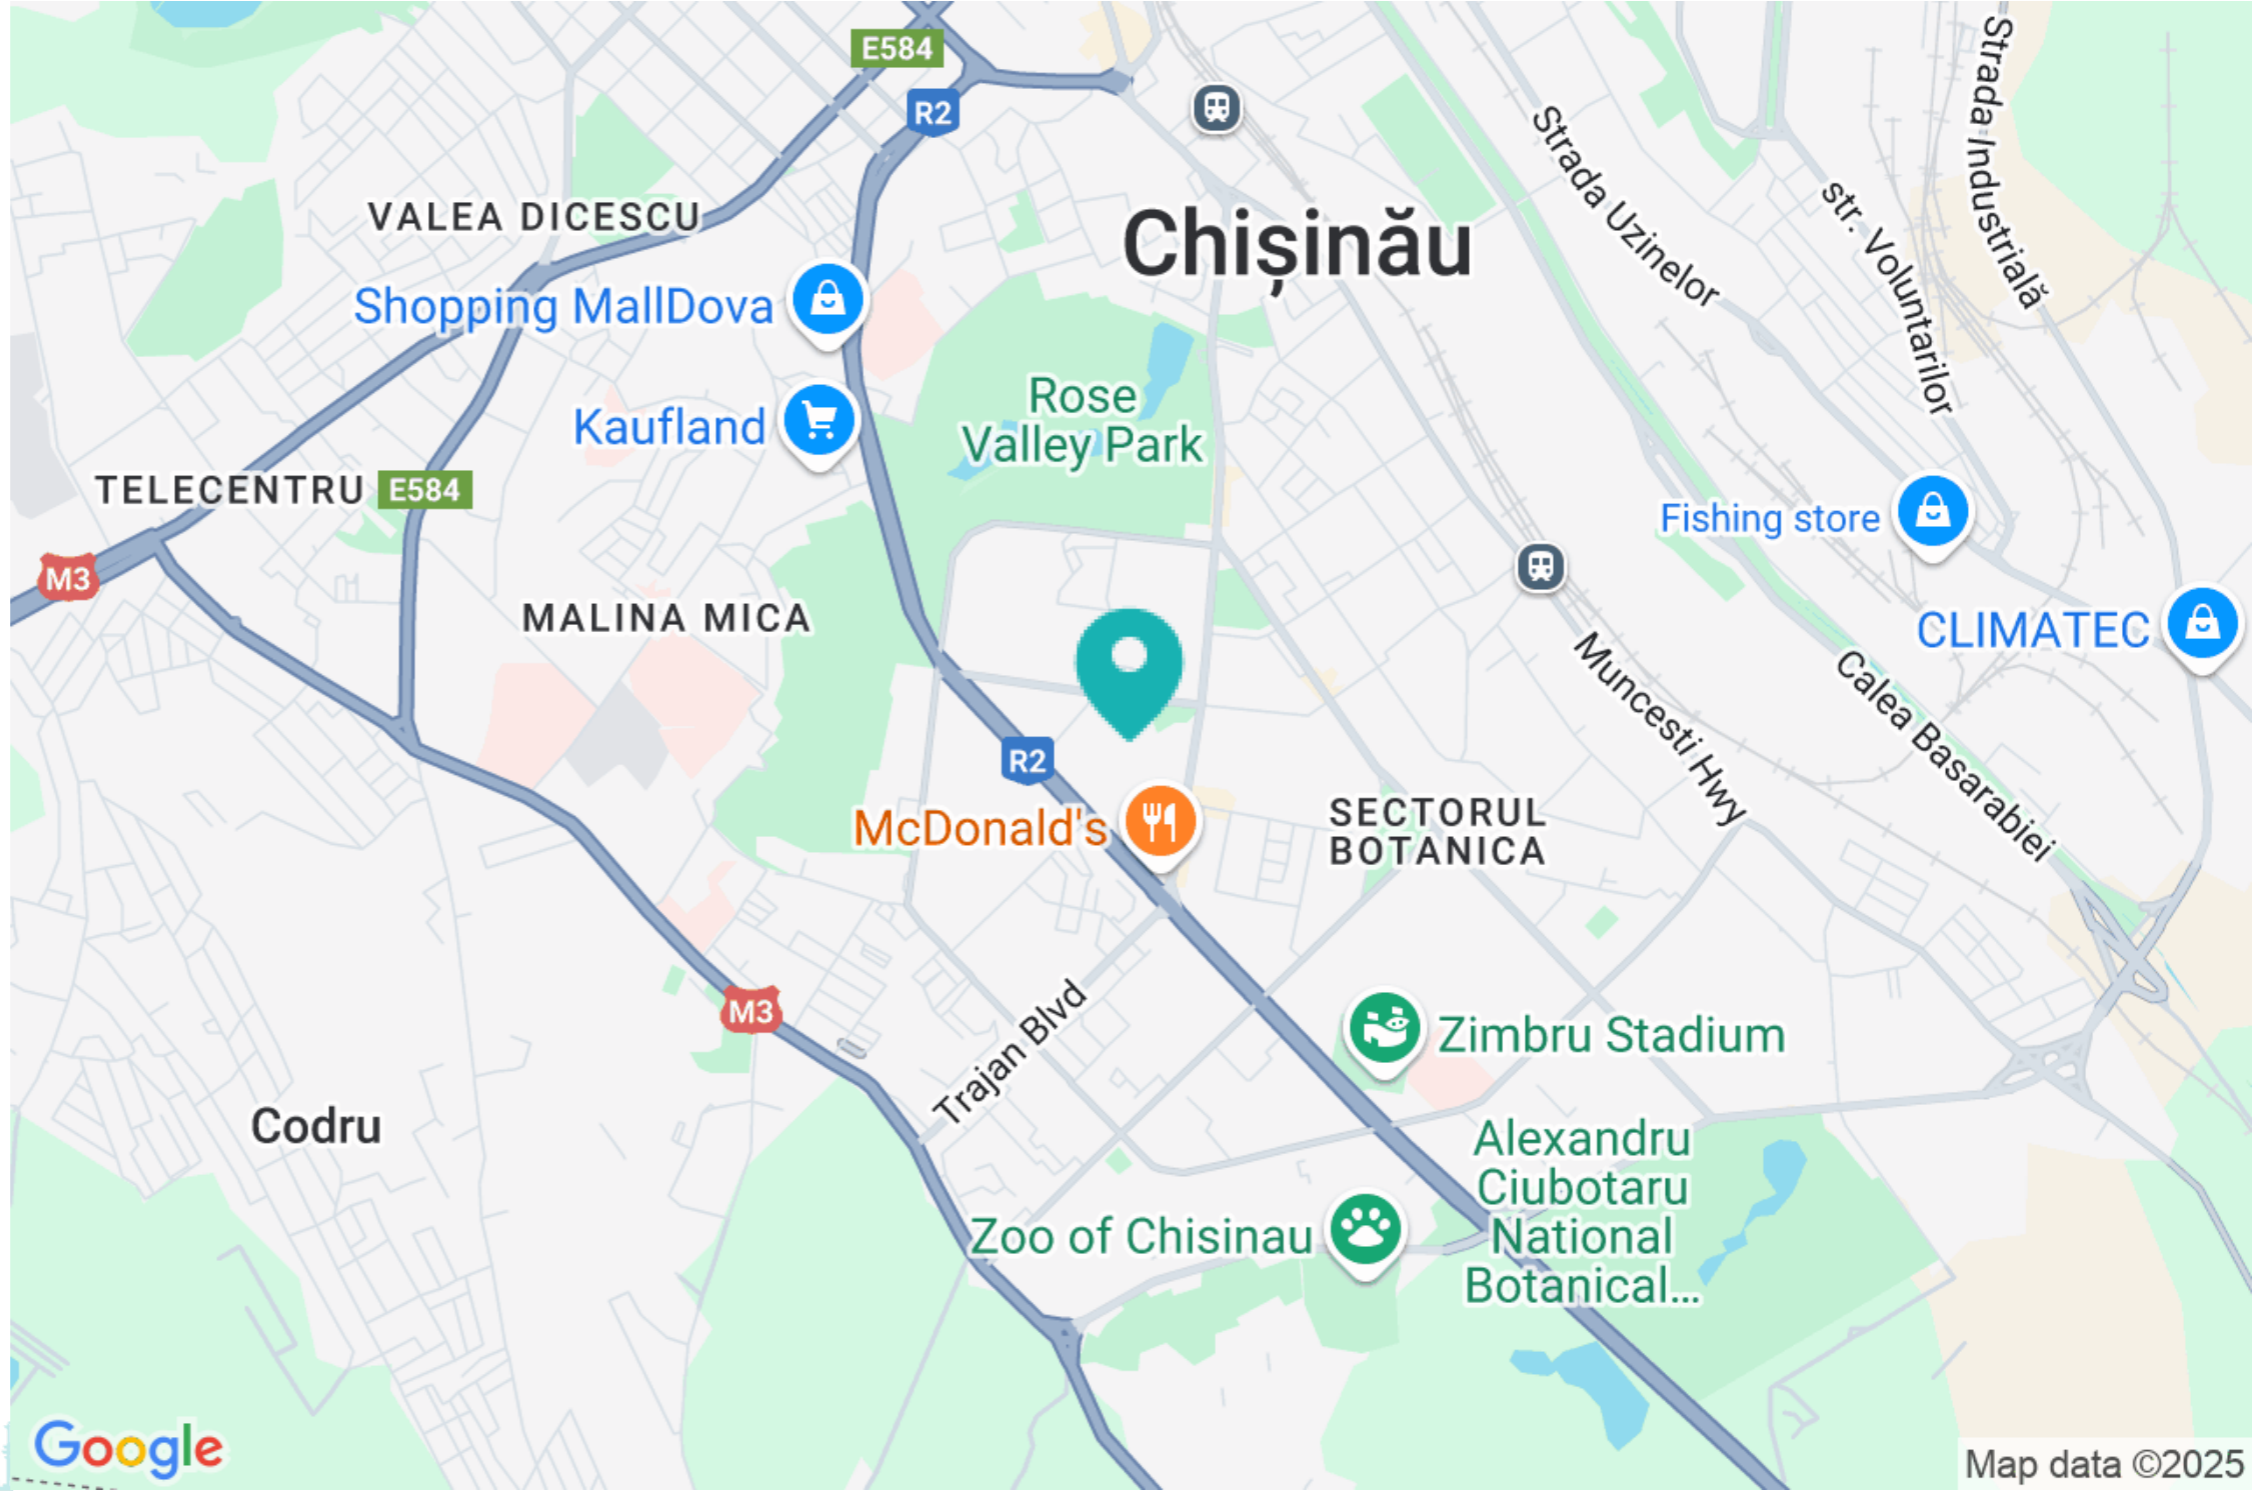 E584
R2
Strada Industrială
Strada Uzinelor
str. Voluntarilor
VALEA DICESCU
Chișinău
Shopping MallDova
Rose
Valley Park
Kaufland
TELECENTRU
E584
Fishing store
M3
MALINA MICA
CLIMATEC
Muncesti Hwy
Calea Basarabiei
R2
McDonald's
SECTORUL
BOTANICA
M3
Trajan Blvd
Zimbru Stadium
Codru
Alexandru
Ciubotaru
National
Botanical...
Zoo of Chisinau
Google
Map data ©2025